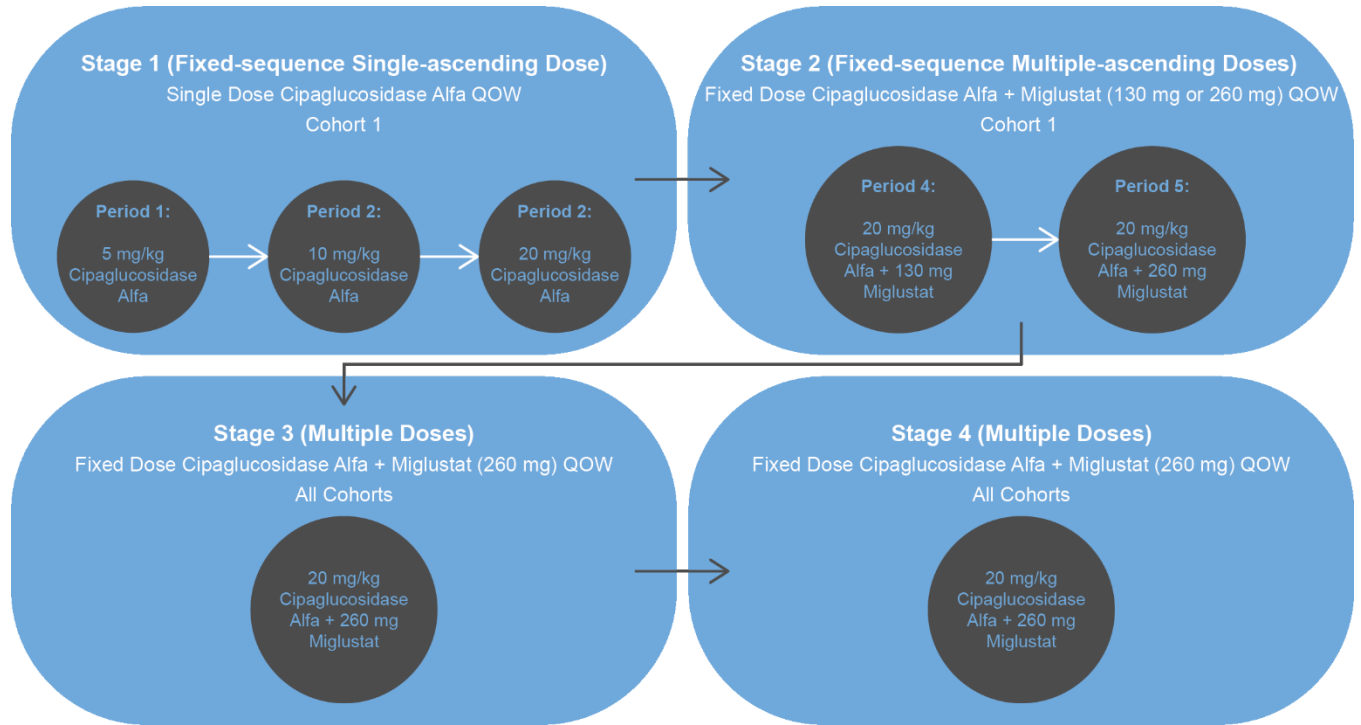 Stage 1 (Fixed-sequence Single-ascending Dose)
Single Dose Cipaglucosidase Alfa QOW
Cohort 1
Period 1:
5 mg/kg
Cipaglucosidase
Alfa
Period 2:
10 mg/kg
Cipaglucosidase
Alfa
Period 2:
20 mg/kg
Cipaglucosidase
Alfa
Stage 2 (Fixed-sequence Multiple-ascending Doses)
Fixed Dose Cipaglucosidase Alfa + Miglustat (130 mg or 260 mg) QOW
Cohort 1
Period 4:
20 mg/kg
Cipaglucosidase
Alfa + 130 mg
Miglustat
Period 5:
20 mg/kg
Cipaglucosidase
Alfa + 260 mg
Miglustat
Stage 3 (Multiple Doses)
Fixed Dose Cipaglucosidase Alfa + Miglustat (260 mg) QOW
All Cohorts
20 mg/kg
Cipaglucosidase
Alfa + 260 mg
Miglustat
Stage 4 (Multiple Doses)
Fixed Dose Cipaglucosidase Alfa + Miglustat (260 mg) QOW
All Cohorts
20 mg/kg
Cipaglucosidase
Alfa + 260 mg
Miglustat